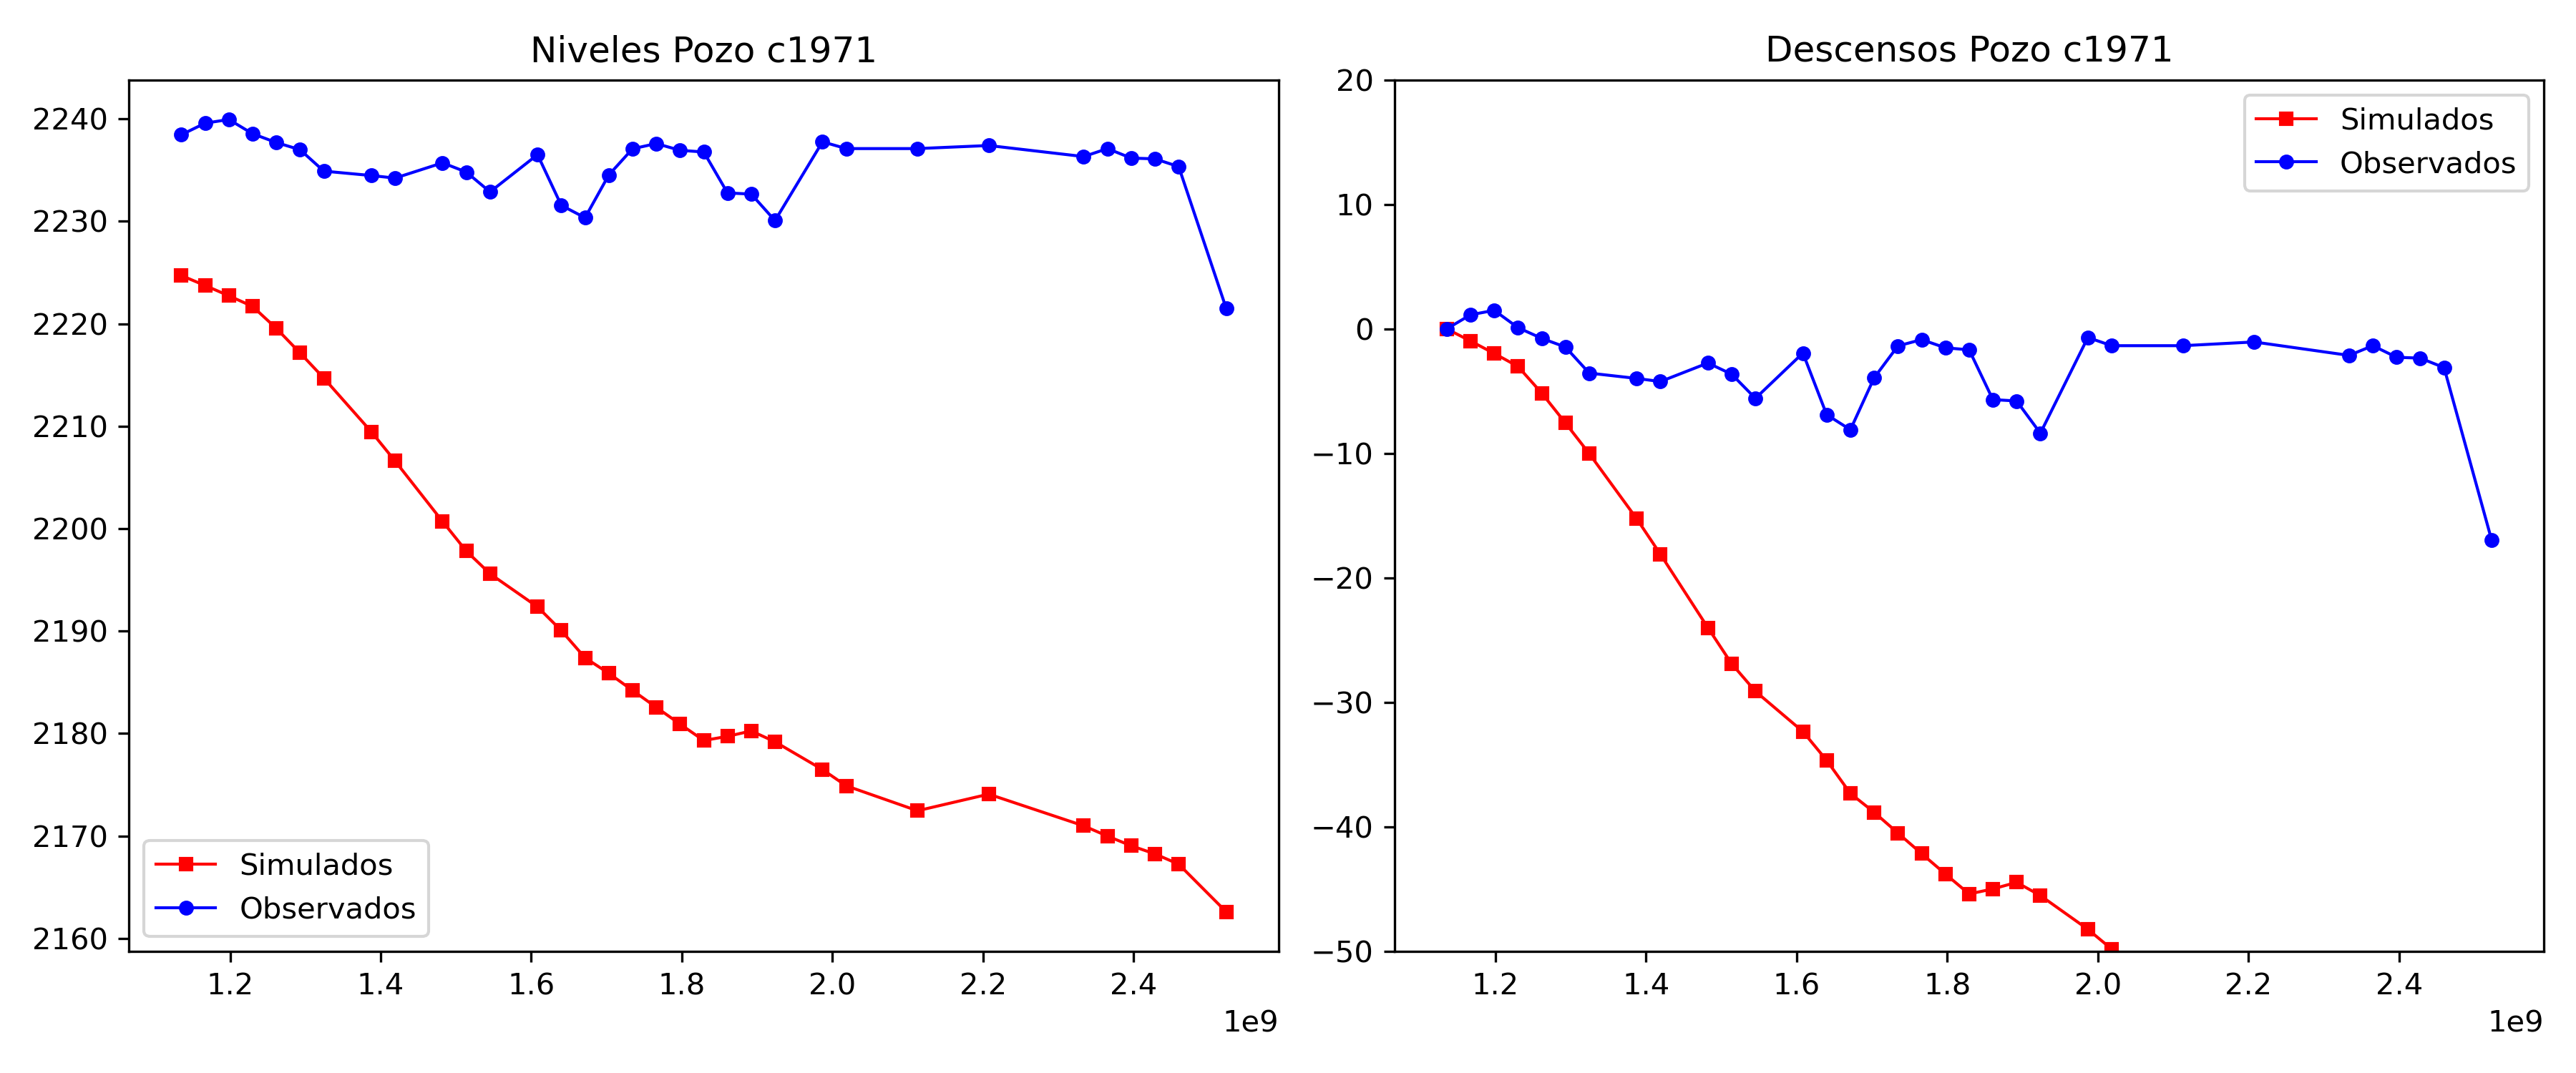 Niveles Pozo c1971
2240
2230
2220
2210
2200
2190
2180
2170
2160
Simulados
Observados
1.2 1.4 1.6 1.8 2.0 2.2 2.4
1e9
Descensos Pozo c1971
20
10
0
−10
−20
−30
−40
−50
Simulados
Observados
1.2 1.4 1.6 1.8 2.0 2.2 2.4
1e9